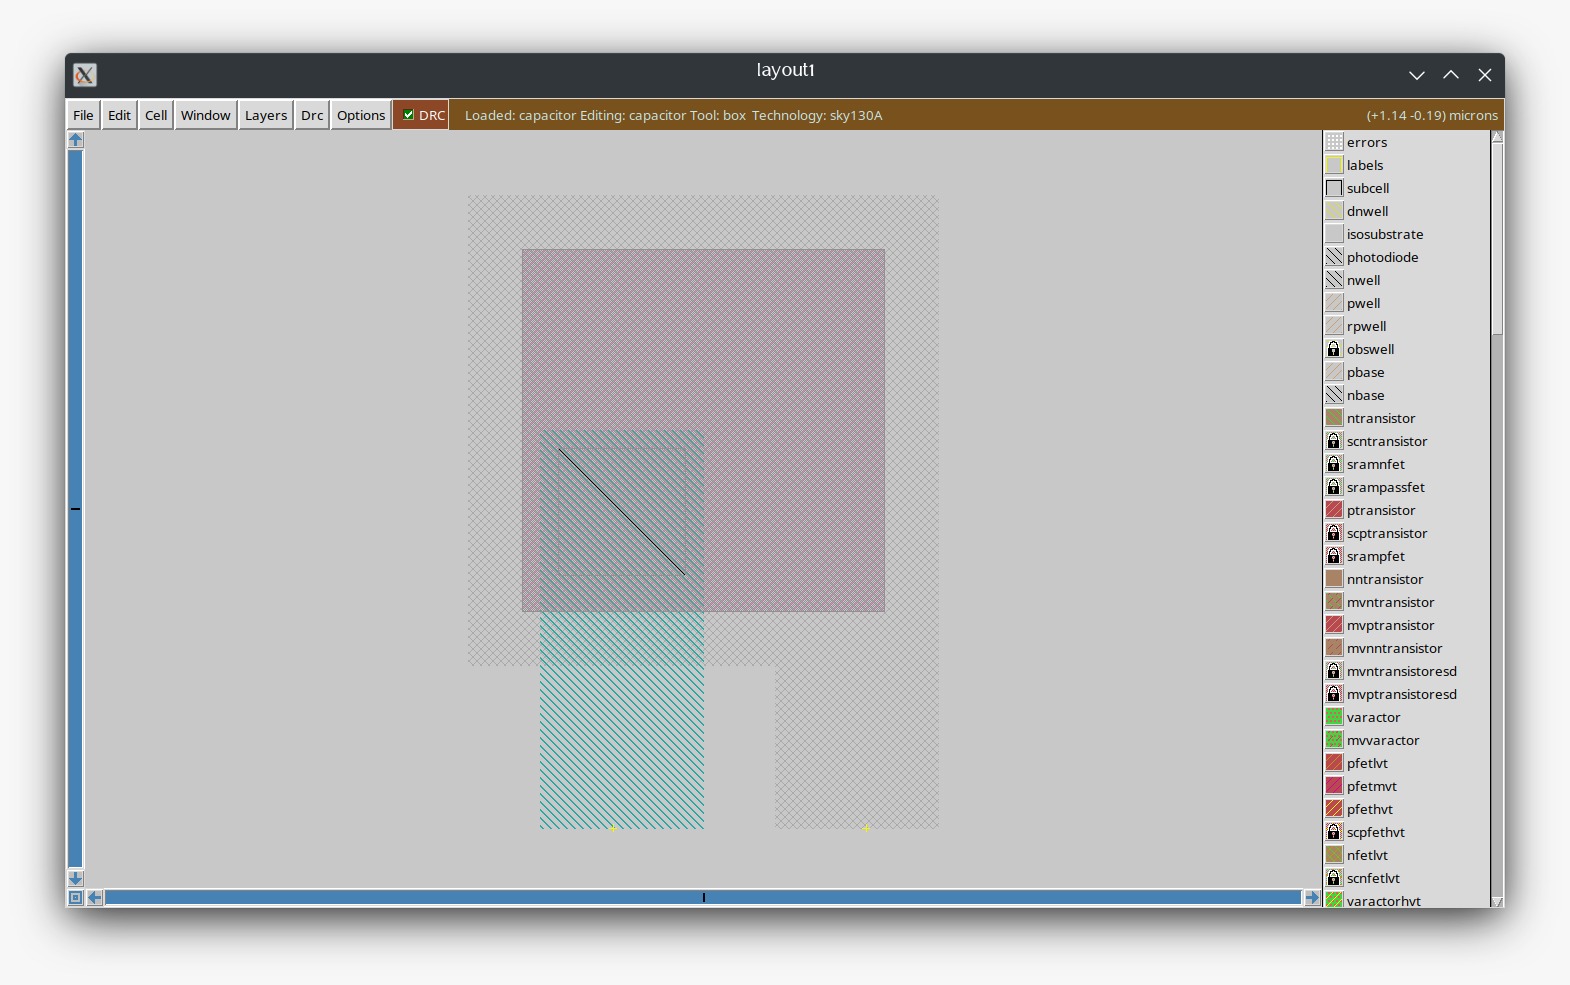 layout1
File Edit Cell Window Layers Drc Options DRC Loaded: capacitor Editing: capacitor Tool: box Technology: sky130A (+1.14 -0.19) microns
errors
labels
subcell
dnwell
isosubstrate
photodiode
nwell
pwell
rpwell
obswell
pbase
nbase
ntransistor
scntransistor
sramnfet
srampassfet
ptransistor
scptransistor
srampfet
nntransistor
mvntransistor
mvptransistor
mvnntransistor
mvntransistoresd
mvptransistoresd
varactor
mvvaractor
pfetlvt
pfetmvt
pfethvt
scpfethvt
nfetlvt
scnfetlvt
varactorhvt